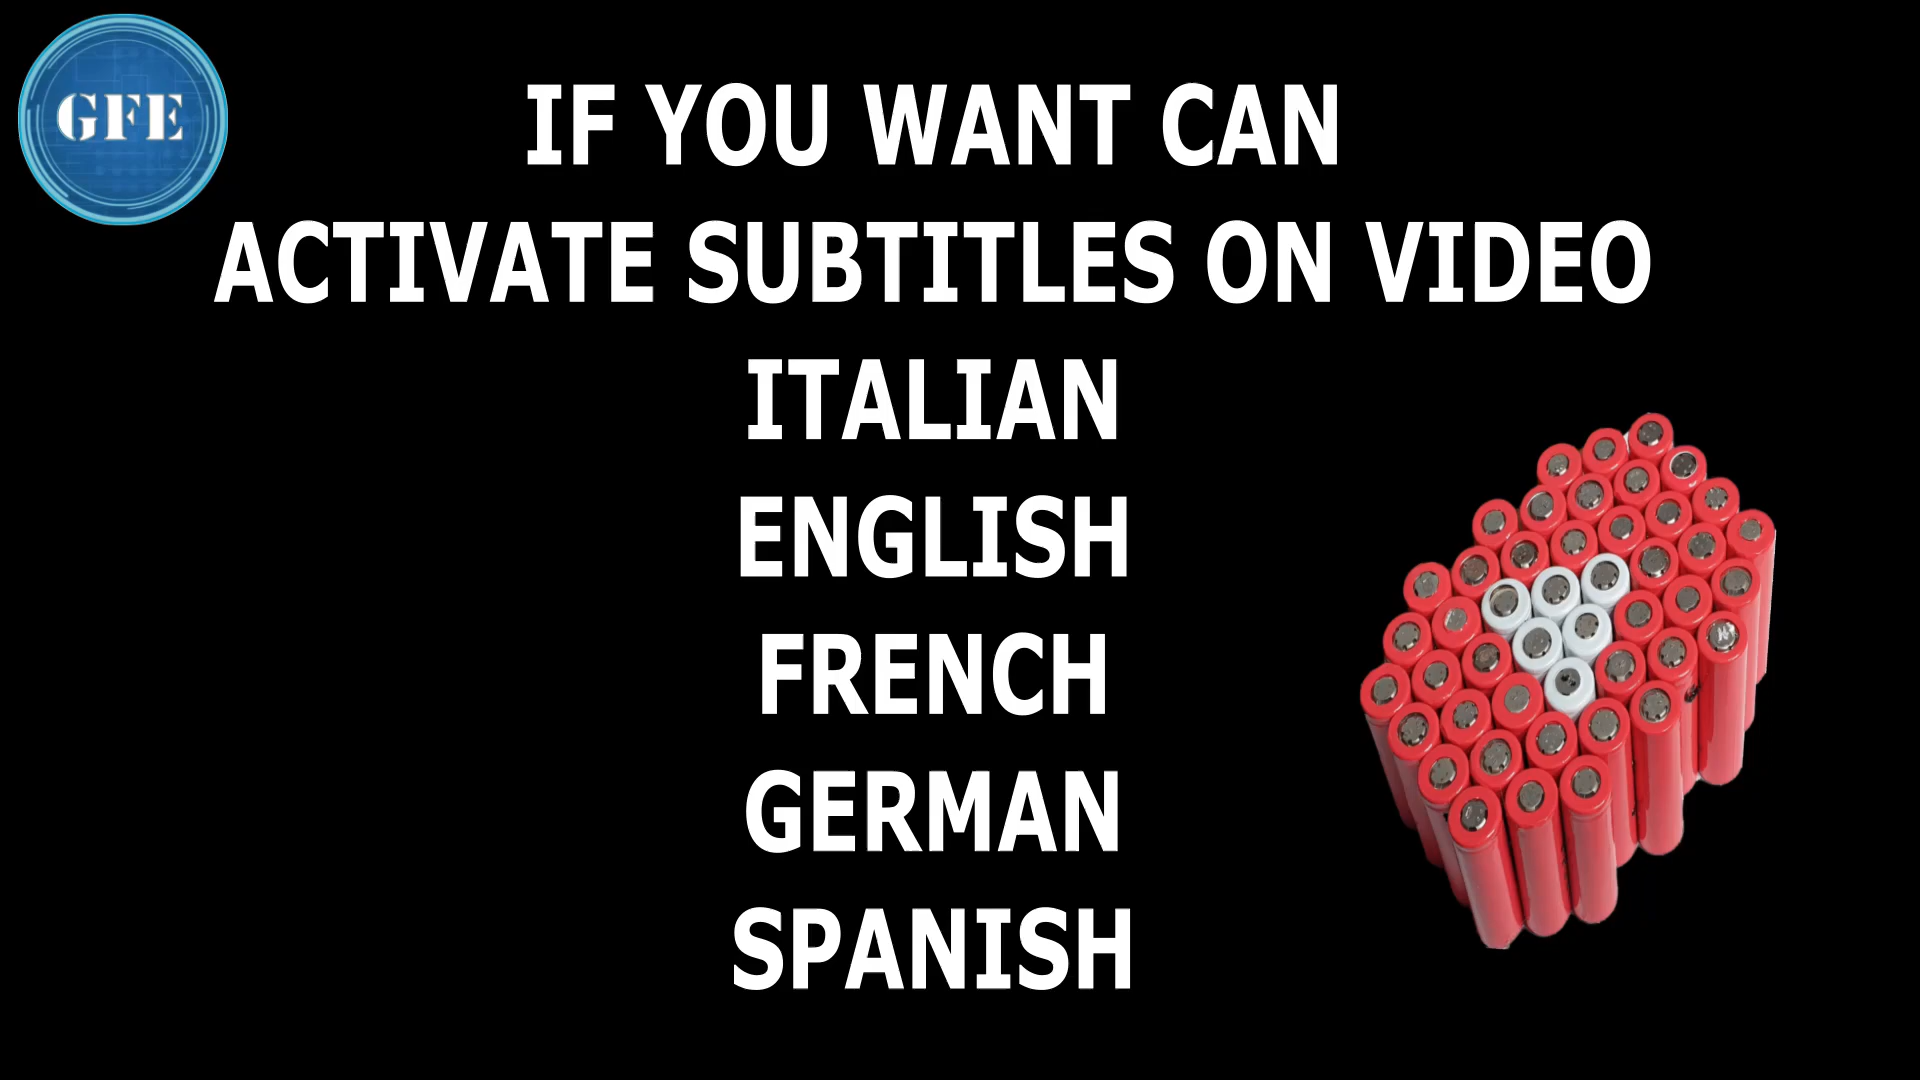 GFE
IF YOU WANT CAN
ACTIVATE SUBTITLES ON VIDEO
ITALIAN
ENGLISH
FRENCH
GERMAN
SPANISH